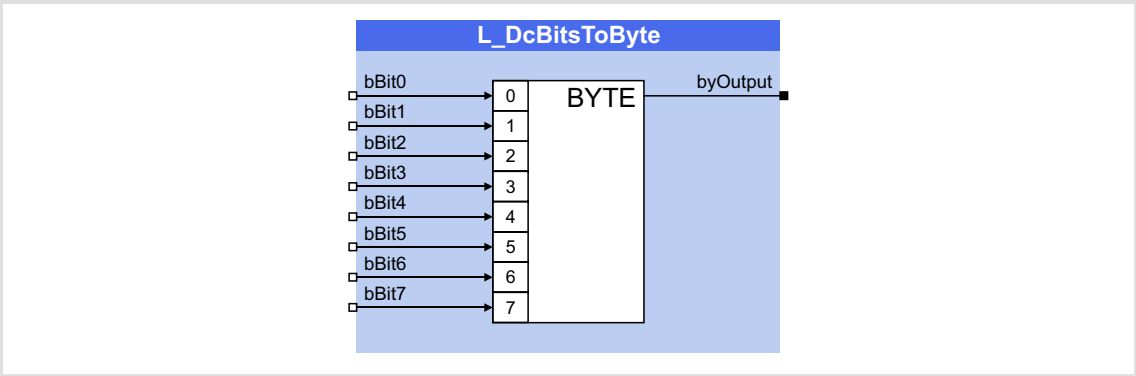 L_DcBitsToByte
bBit0
byOutput
0
BYTE
bBit1
1
bBit2
2
bBit3
3
bBit4
4
bBit5
5
bBit6
6
bBit7
7